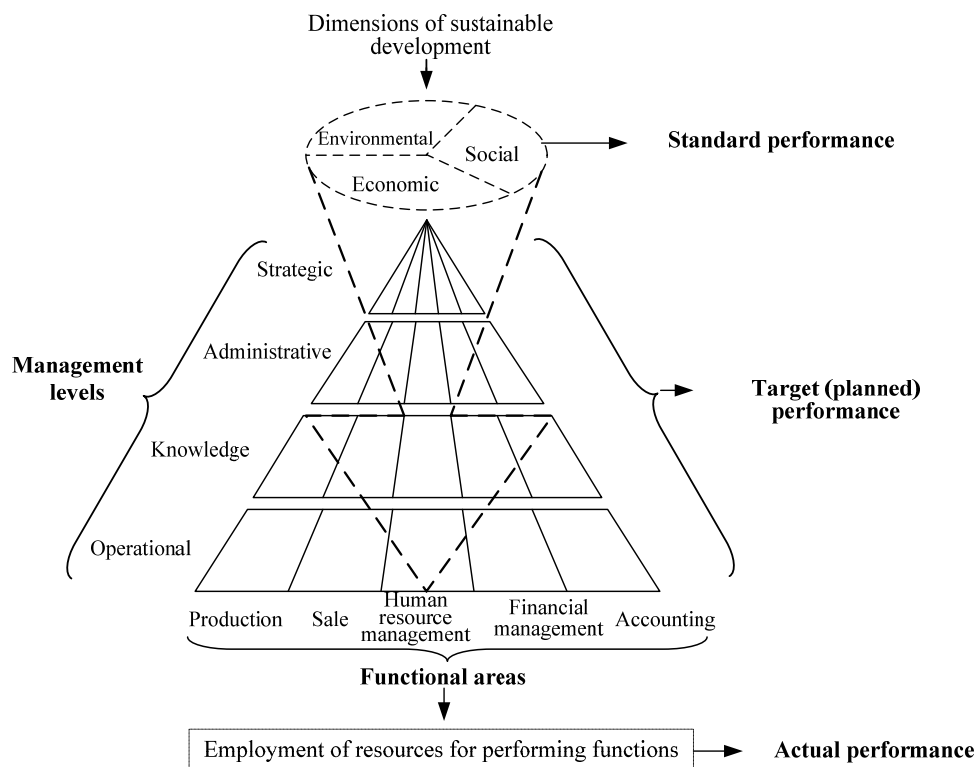 Dimensions of sustainable
development
Environmental
Social
Economic
Standard performance
Strategic
Administrative
Management
levels
Target (planned)
performance
Knowledge
Operational
Production
Sale
Human
resource
management
Financial
management
Accounting
Functional areas
Employment of resources for performing functions
Actual performance